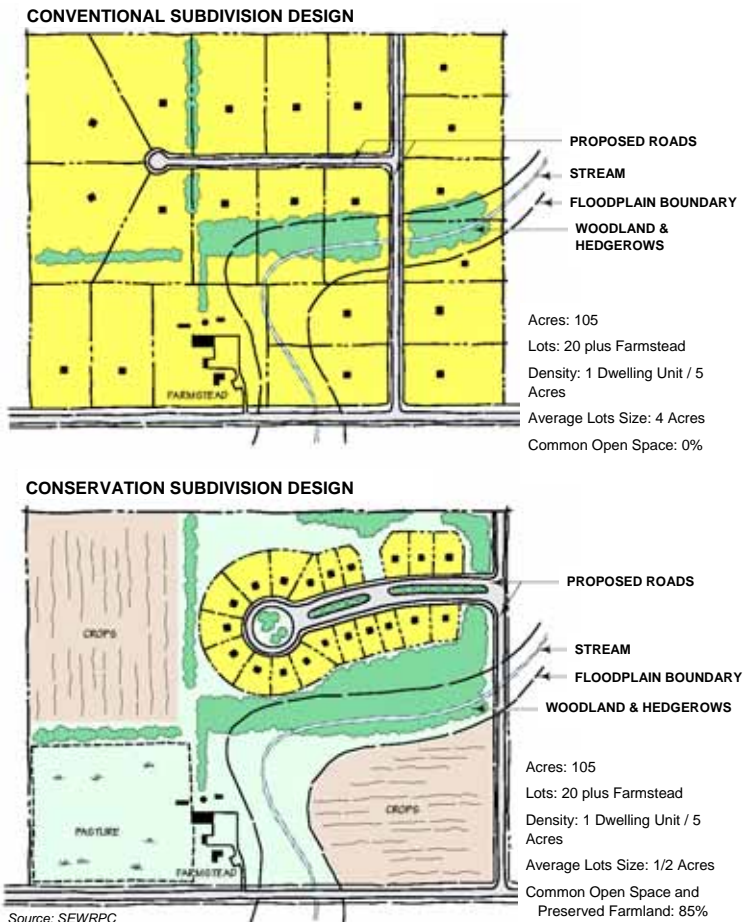 CONVENTIONAL SUBDIVISION DESIGN
PROPOSED ROADS
STREAM
FLOODPLAIN BOUNDARY
WOODLAND &
HEDGEROWS
FARMSTEAD
Acres: 105
Lots: 20 plus Farmstead
Density: 1 Dwelling Unit / 5
Acres
Average Lots Size: 4 Acres
Common Open Space: 0%
CONSERVATION SUBDIVISION DESIGN
CROPS
PROPOSED ROADS
STREAM
FLOODPLAIN BOUNDARY
WOODLAND & HEDGEROWS
PASTURE
CROPS
FARMSTEAD
Acres: 105
Lots: 20 plus Farmstead
Density: 1 Dwelling Unit / 5
Acres
Average Lots Size: 1/2 Acres
Common Open Space and
Preserved Farmland: 85%
Source: SEWRPC